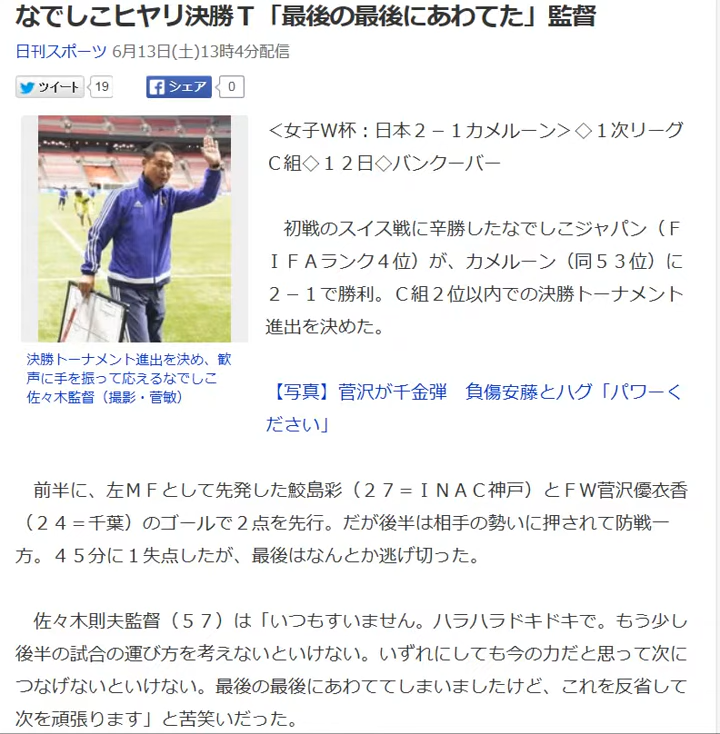 なでしこヒヤリ決勝Ｔ「最後の最後にあわてた」監督
日刊スポーツ 6月13日(土)13時4分配信
ツイート 19 シェア 0
＜女子Ｗ杯：日本２－１カメルーン＞◇１次リーグ
Ｃ組◇１２日◇バンクーバー
初戦のスイス戦に辛勝したなでしこジャパン（Ｆ
ＩＦＡランク４位）が、カメルーン（同５３位）に
２－１で勝利。Ｃ組２位以内での決勝トーナメント
進出を決めた。
決勝トーナメント進出を決め、歓
声に手を振って応えるなでしこ
佐々木監督（撮影・菅敏）
【写真】菅沢が千金弾　負傷安藤とハグ「パワーく
ださい」
前半に、左ＭＦとして先発した鮫島彩（２７＝ＩＮＡＣ神戸）とＦＷ菅沢優衣香
（２４＝千葉）のゴールで２点を先行。だが後半は相手の勢いに押されて防戦一
方。４５分に１失点したが、最後はなんとか逃げ切った。
佐々木則夫監督（５７）は「いつもすいません。ハラハラドキドキで。もう少し
後半の試合の運び方を考えないといけない。いずれにしても今の力だと思って次に
つなげないといけない。最後の最後にあわててしまいましたけど、これを反省して
次を頑張ります」と苦笑いだった。